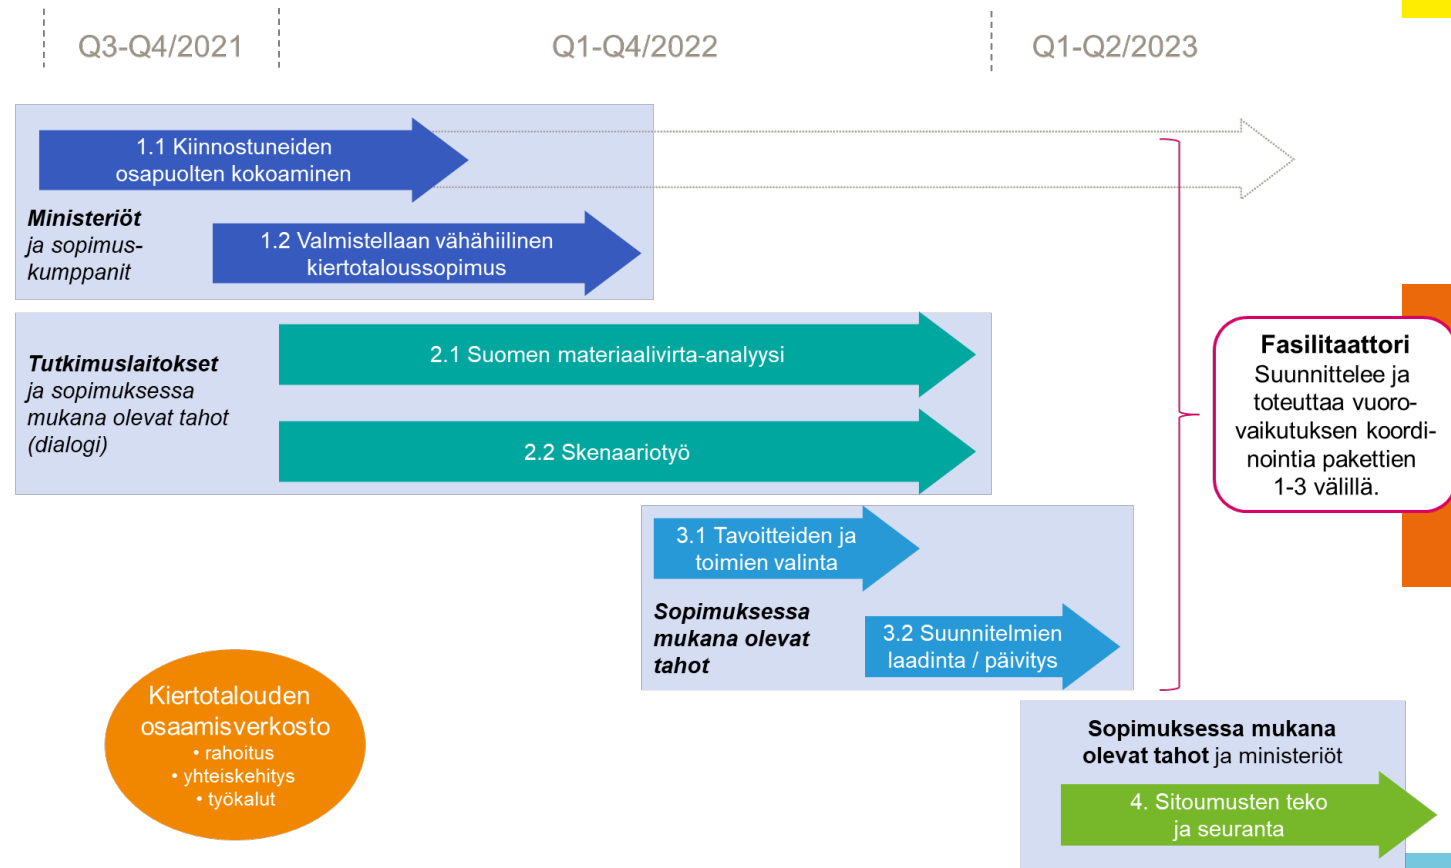 Q3-Q4/2021
Q1-Q4/2022
Q1-Q2/2023
1.1 Kiinnostuneiden
osapuolten kokoaminen
Ministeriöt
ja sopimus-
kumppanit
1.2 Valmistellaan vähähiilinen
kiertotaloussopimus
Tutkimuslaitokset
ja sopimuksessa
mukana olevat tahot
(dialogi)
2.1 Suomen materiaalivirta-analyysi
2.2 Skenaariotyö
Fasilitaattori
Suunnittelee ja
toteuttaa vuoro-
vaikutuksen koordi-
nointia pakettien
1-3 välillä.
3.1 Tavoitteiden ja
toimien valinta
Sopimuksessa
mukana olevat
tahot
3.2 Suunnitelmien
laadinta / päivitys
Kiertotalouden
osaamisverkosto
• rahoitus
• yhteiskehitys
• työkalut
Sopimuksessa mukana
olevat tahot ja ministeriöt
4. Sitoumusten teko
ja seuranta